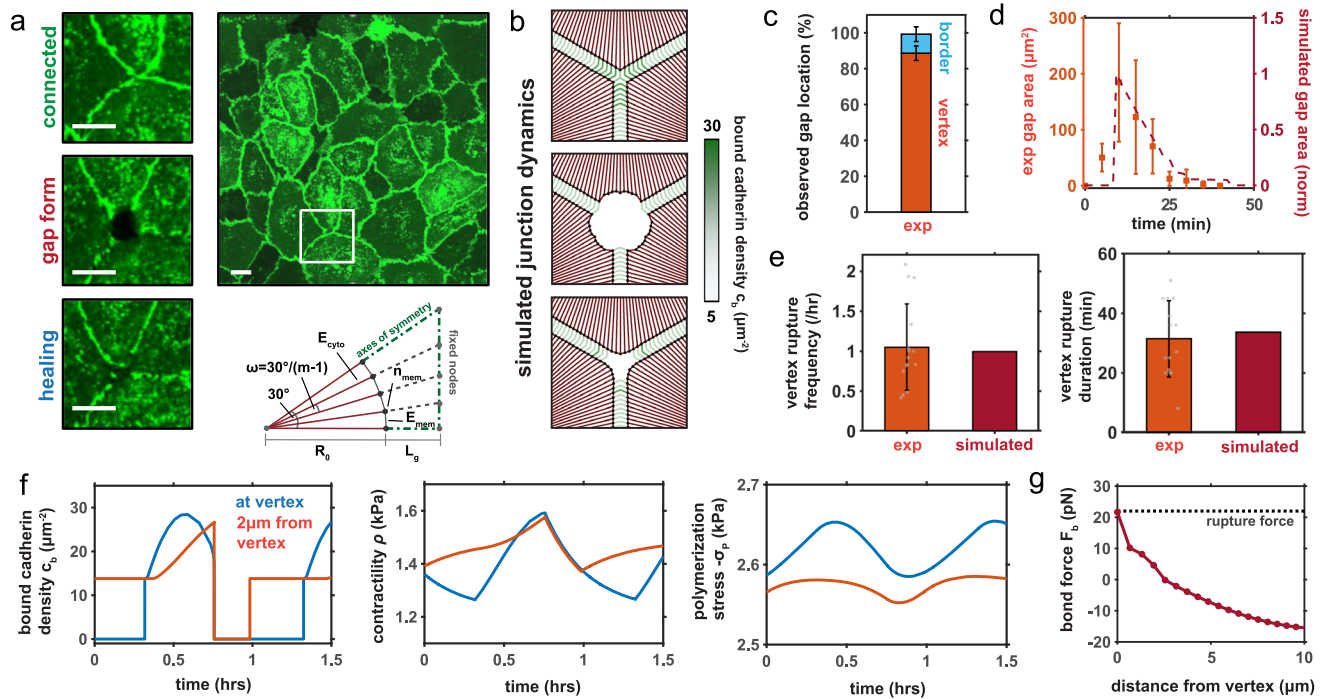 a
connected
gap form
healing
axes of symmetry
fixed nodes
E_cyto
ω=30°/(m-1)
30°
n̂_mem
E_mem
R_0
L_g
b
simulated junction dynamics
30
5
bound cadherin
density c_b (µm⁻²)
c
observed gap location (%)
100
80
60
40
20
0
border
vertex
exp
d
exp gap area (µm²)
300
200
100
0
0
25
50
time (min)
1.5
1
0.5
0
simulated gap
area (norm)
e
vertex rupture
frequency (/hr)
2
1.5
1
0.5
0
exp
simulated
vertex rupture
duration (min)
60
40
20
0
exp
simulated
f
bound cadherin
density c_b (µm⁻²)
30
20
10
0
at vertex
2µm from
vertex
0
0.5
1
1.5
time (hrs)
contractility ρ (kPa)
1.8
1.6
1.4
1.2
0
0.5
1
1.5
time (hrs)
polymerization
stress -σ_P (kPa)
2.7
2.6
2.5
0
0.5
1
1.5
time (hrs)
g
bond force F_b (pN)
30
20
10
0
-10
-20
rupture force
0
5
10
distance from vertex (µm)